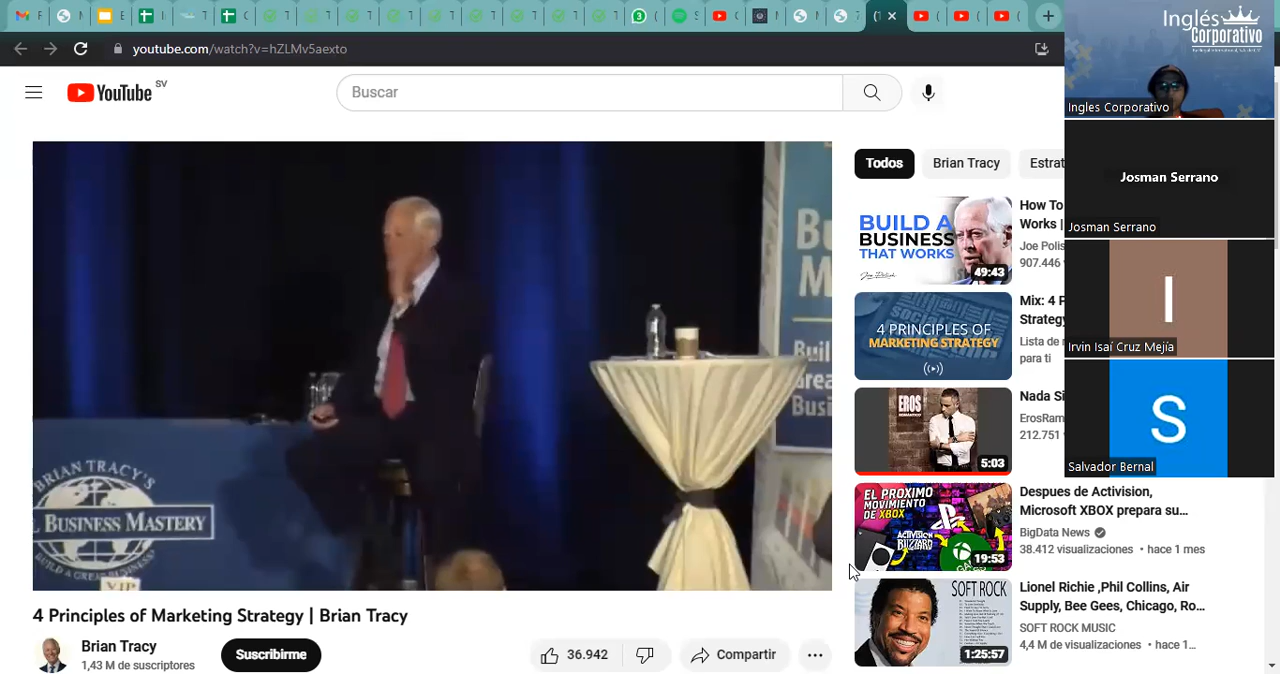 youtube.com/watch?v=hZLMv5aexto
YouTube SV
Buscar
BRIAN TRACY'S
BUSINESS MASTERY
BUILD A GREAT BUSINESS
VIP
4 Principles of Marketing Strategy | Brian Tracy
Brian Tracy
1,43 M de suscriptores
Suscribirme
36.942
Compartir
Todos
Brian Tracy
Estrat
BUILD A
BUSINESS
THAT WORKS
49:43
How To
Works |
Joe Polis
907.446
4 PRINCIPLES OF
MARKETING STRATEGY
Mix: 4 P
Strategy
Lista de
para ti
EROS
5:03
Nada Si
ErosRam
212.751
EL PROXIMO
MOVIMIENTO
DE XBOX
ACTIVISION
BLIZZARD
19:53
Despues de Activision,
Microsoft XBOX prepara su...
BigData News
38.412 visualizaciones • hace 1 mes
SOFT ROCK
1:25:57
Lionel Richie ,Phil Collins, Air
Supply, Bee Gees, Chicago, Ro...
SOFT ROCK MUSIC
4,4 M de visualizaciones • hace 1...
Inglés
Corporativo
Ingles Corporativo
Josman Serrano
Josman Serrano
I
Irvin Isaí Cruz Mejía
S
Salvador Bernal